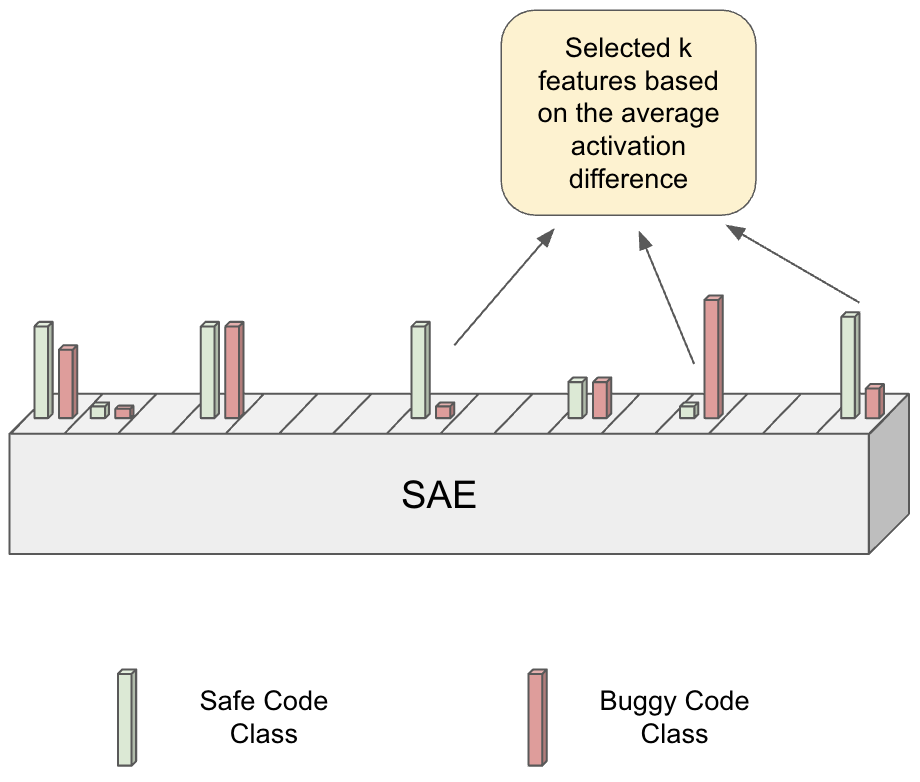 Selected k
features based
on the average
activation
difference
SAE
Safe Code
Class
Buggy Code
Class